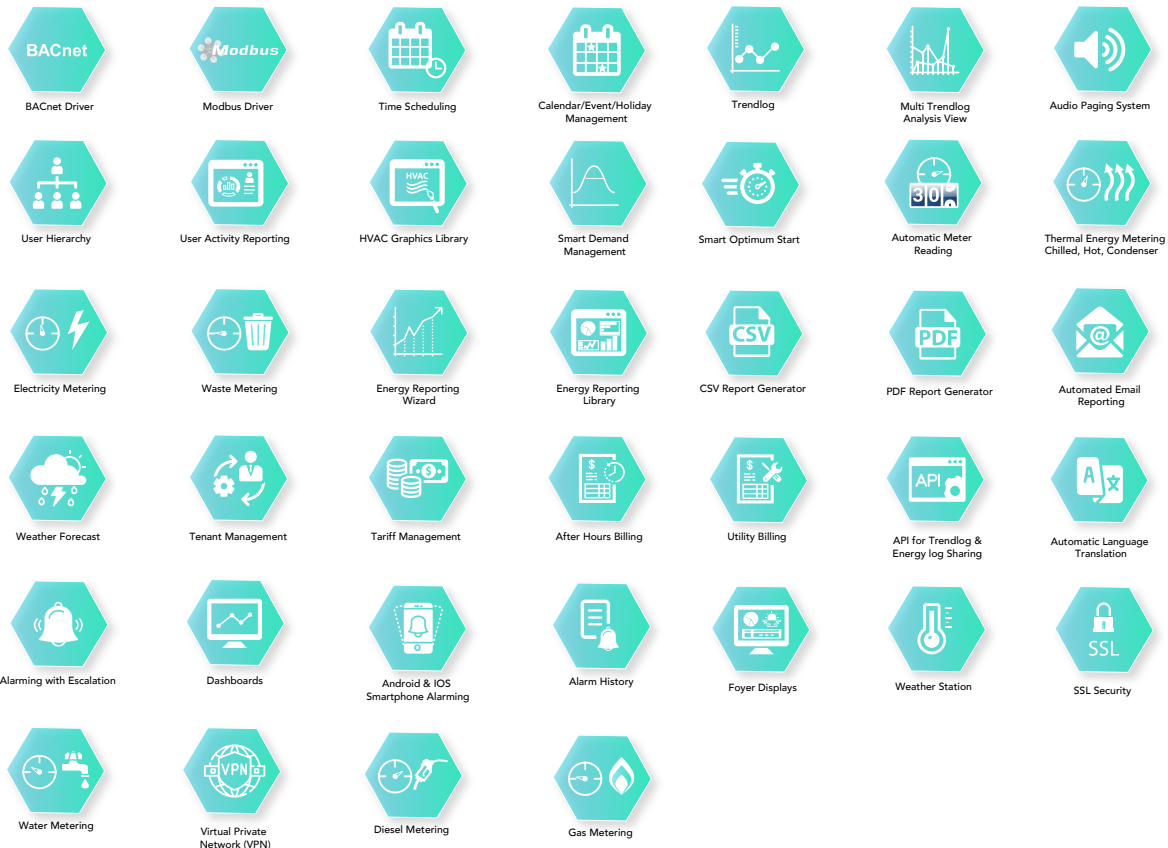 BACnet
Modbus
BACnet Driver
Modbus Driver
Time Scheduling
Calendar/Event/Holiday
Management
Trendlog
Multi Trendlog
Analysis View
Audio Paging System
HVAC
30
User Hierarchy
User Activity Reporting
HVAC Graphics Library
Smart Demand
Management
Smart Optimum Start
Automatic Meter
Reading
Thermal Energy Metering
Chilled, Hot, Condenser
CSV
PDF
@
Electricity Metering
Waste Metering
Energy Reporting
Wizard
Energy Reporting
Library
CSV Report Generator
PDF Report Generator
Automated Email
Reporting
$
$
$
API
A
文
Weather Forecast
Tenant Management
Tariff Management
After Hours Billing
Utility Billing
API for Trendlog &
Energy log Sharing
Automatic Language
Translation
SSL
Alarming with Escalation
Dashboards
Android & IOS
Smartphone Alarming
Alarm History
Foyer Displays
Weather Station
SSL Security
VPN
Water Metering
Virtual Private
Network (VPN)
Diesel Metering
Gas Metering